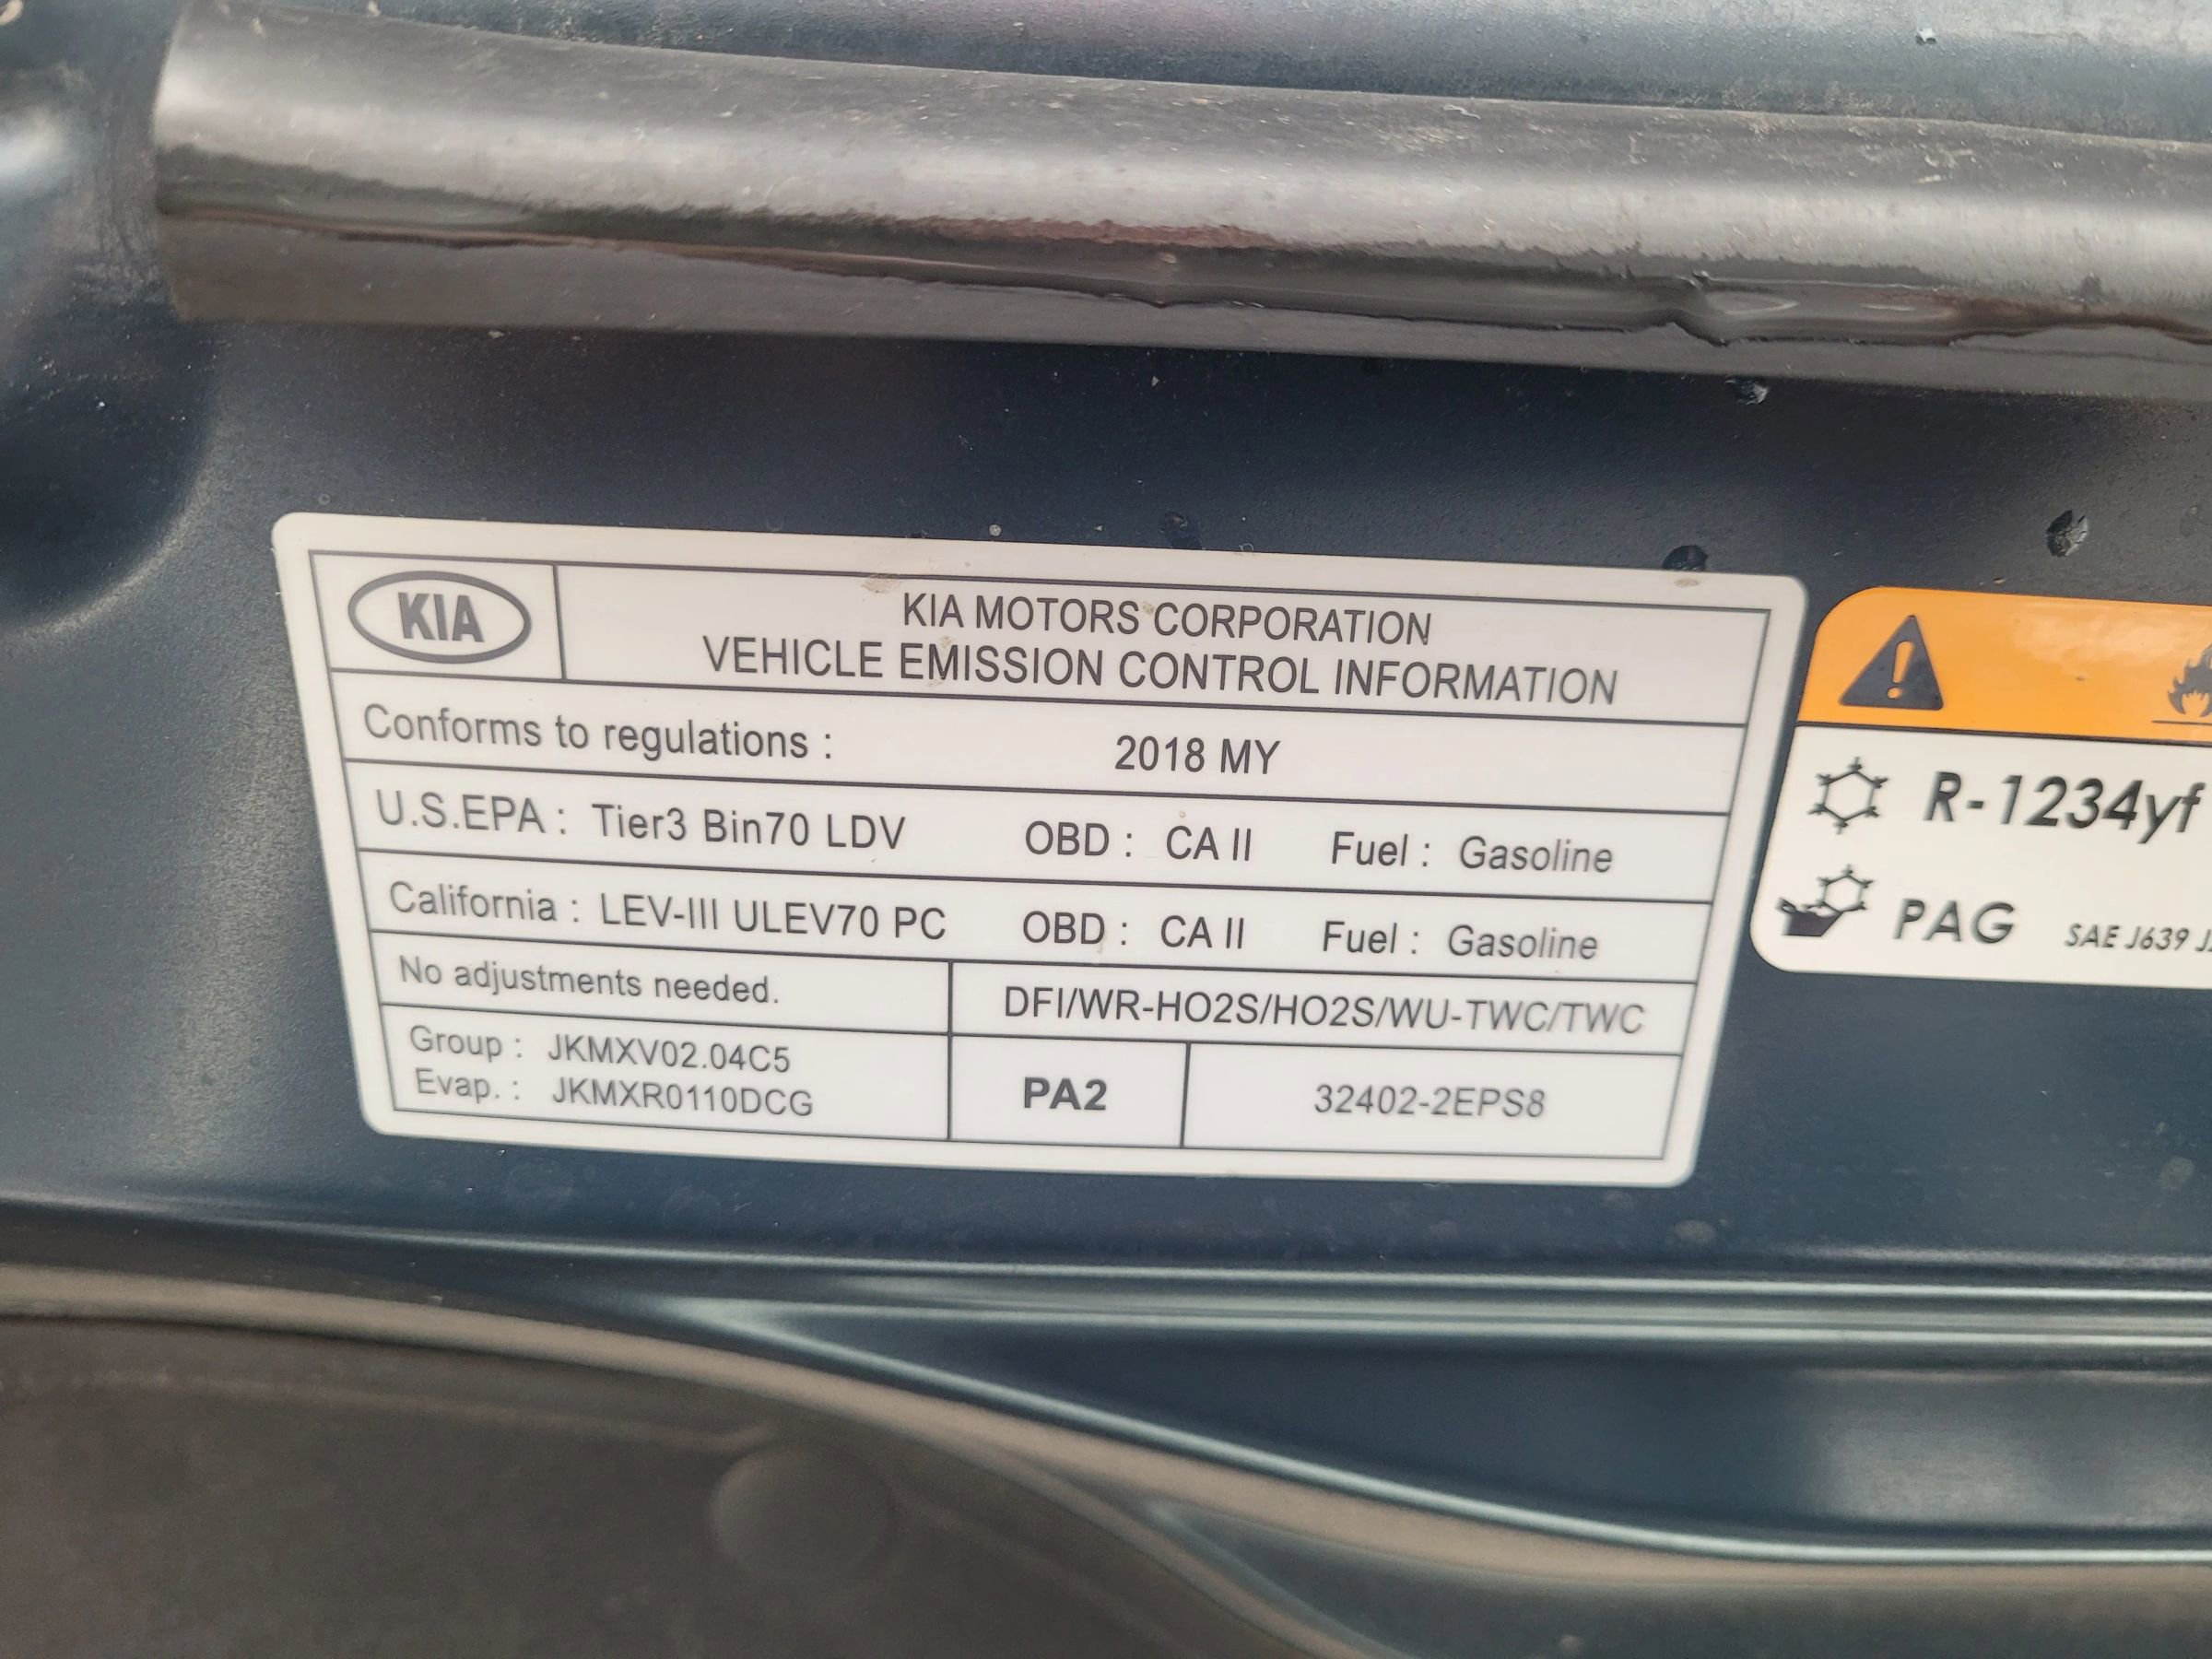 KIA
KIA MOTORS CORPORATION
VEHICLE EMISSION CONTROL INFORMATION
Conforms to regulations : 2018 MY
U.S.EPA : Tier3 Bin70 LDV OBD : CA II Fuel : Gasoline
California : LEV-III ULEV70 PC OBD : CA II Fuel : Gasoline
No adjustments needed. DFI/WR-HO2S/HO2S/WU-TWC/TWC
Group : JKMXV02.04C5
Evap. : JKMXR0110DCG
PA2
32402-2EPS8
R-1234yf
PAG SAE J639